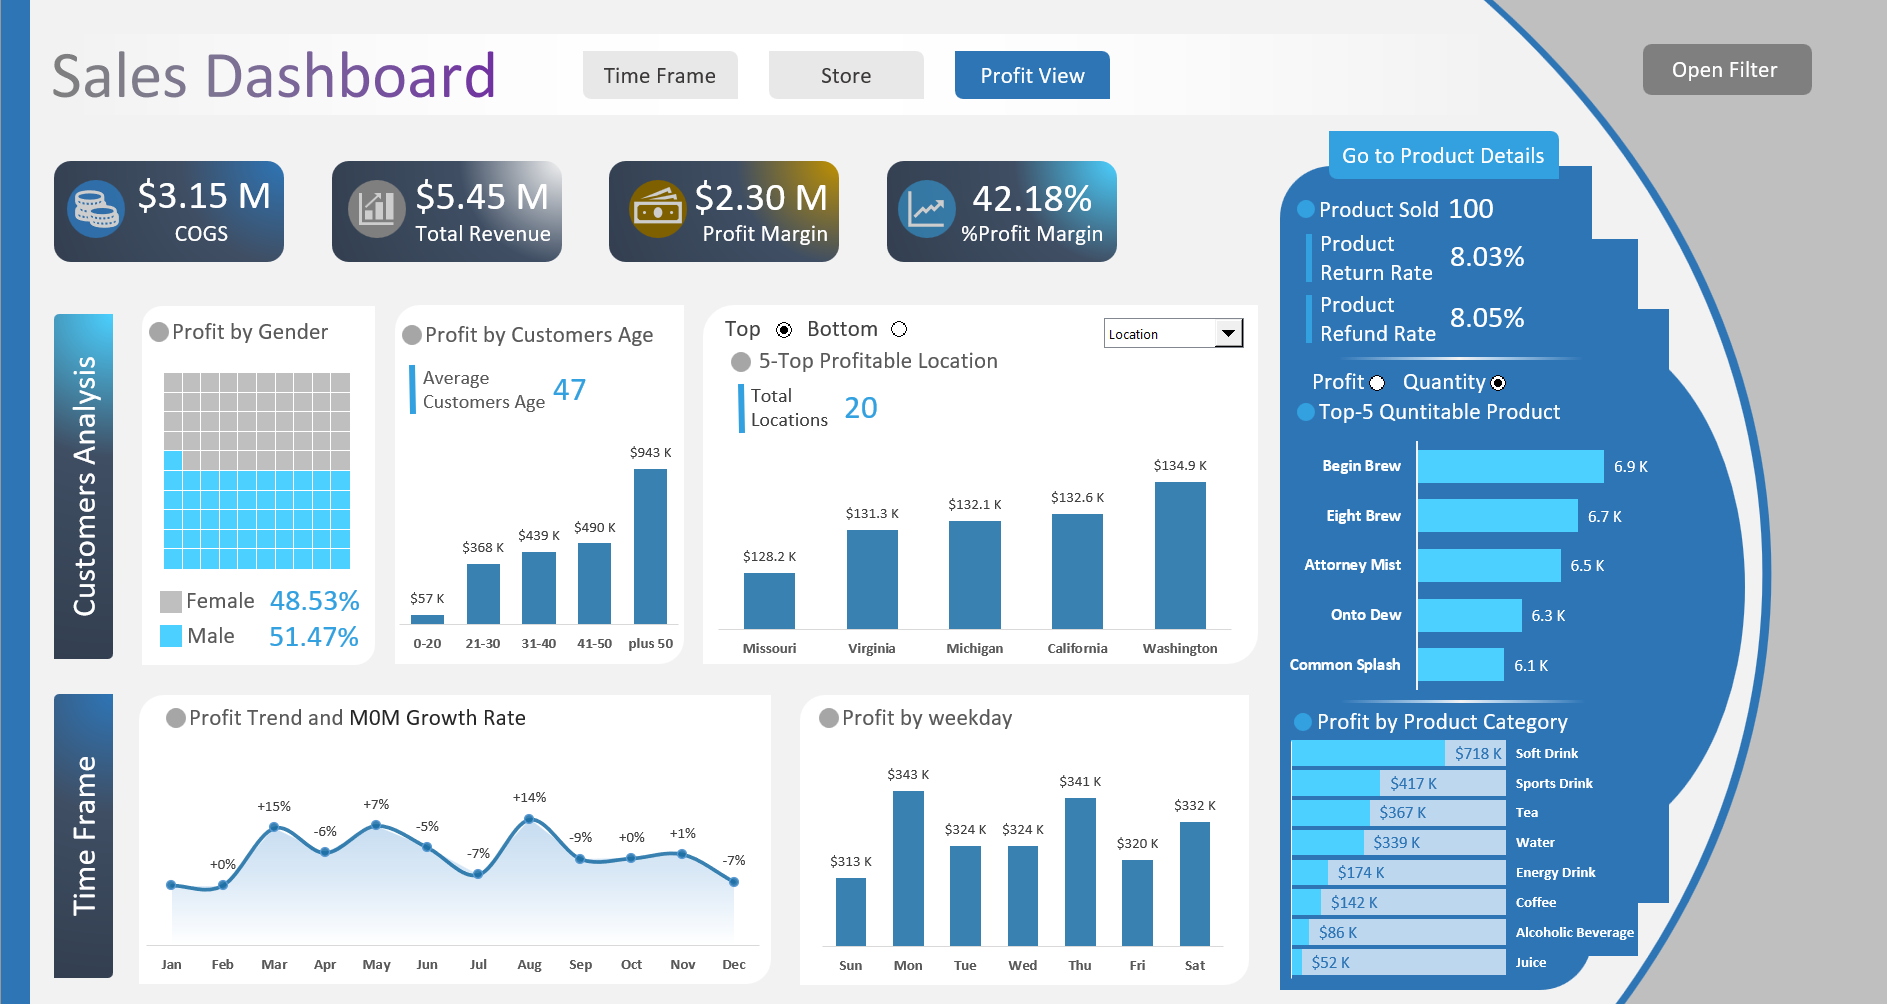 Sales Dashboard
Time Frame
Store
Profit View
Open Filter
$3.15 M
COGS
$5.45 M
Total Revenue
$2.30 M
Profit Margin
42.18%
%Profit Margin
Go to Product Details
Product Sold 100
Product
Return Rate
8.03%
Product
Refund Rate
8.05%
Customers Analysis
Profit by Gender
Female 48.53%
Male 51.47%
Profit by Customers Age
Average
Customers Age
47
$57 K
$368 K
$439 K
$490 K
$943 K
0-20
21-30
31-40
41-50
plus 50
Top
Bottom
Location
5-Top Profitable Location
Total
Locations
20
$128.2 K
$131.3 K
$132.1 K
$132.6 K
$134.9 K
Missouri
Virginia
Michigan
California
Washington
Profit
Quantity
Top-5 Quntitable Product
Begin Brew 6.9 K
Eight Brew 6.7 K
Attorney Mist 6.5 K
Onto Dew 6.3 K
Common Splash 6.1 K
Time Frame
Profit Trend and M0M Growth Rate
+0%
+15%
-6%
+7%
-5%
-7%
+14%
-9%
+0%
+1%
-7%
Jan
Feb
Mar
Apr
May
Jun
Jul
Aug
Sep
Oct
Nov
Dec
Profit by weekday
$313 K
$343 K
$324 K
$324 K
$341 K
$320 K
$332 K
Sun
Mon
Tue
Wed
Thu
Fri
Sat
Profit by Product Category
$718 K Soft Drink
$417 K Sports Drink
$367 K Tea
$339 K Water
$174 K Energy Drink
$142 K Coffee
$86 K Alcoholic Beverage
$52 K Juice